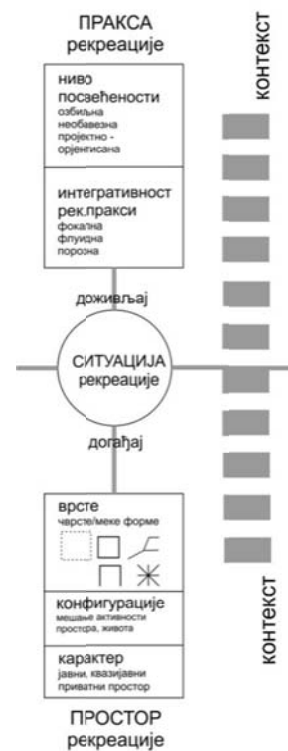 ПРАКСА
рекреације
контекст
ниво
посвећености
озбиљна
необавезна
пројектно -
орјентисана
интегративност
рек.пракси
фокална
флуидна
порозна
доживљај
СИТУАЦИЈА
рекреације
догађај
врсте
чврсте/меке форме
конфигурације
мешање активности
простора, живота
карактер
јавни, квазијавни
приватни простор
контекст
ПРОСТОР
рекреације